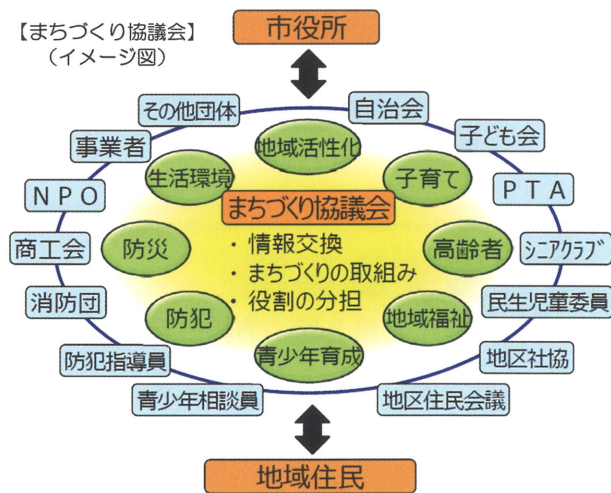 【まちづくり協議会】
（イメージ図）
市役所
その他団体
自治会
事業者
子ども会
地域活性化
生活環境
子育て
NPO
PTA
まちづくり協議会
商工会
防災
・情報交換
高齢者
ｼﾆｱｸﾗﾌﾞ
・まちづくりの取組み
消防団
・役割の分担
民生児童委員
防犯
地域福祉
防犯指導員
青少年育成
地区社協
青少年相談員
地区住民会議
地域住民